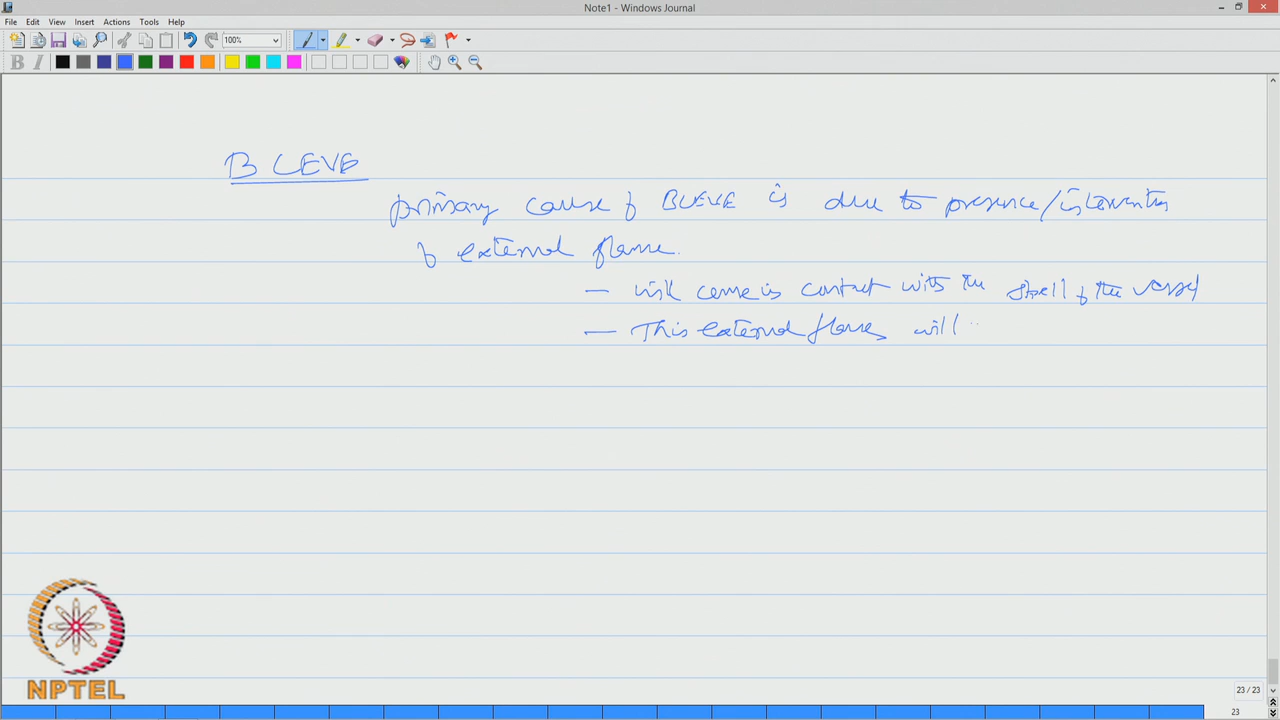 Note1 - Windows Journal
File Edit View Insert Actions Tools Help
100%
B I
BLEVE
primary cause of BLEVE is due to presence/intervention
of external flame.
- will come in contact with the shell of the vessel
- This external flames will
NPTEL
23 / 23
23